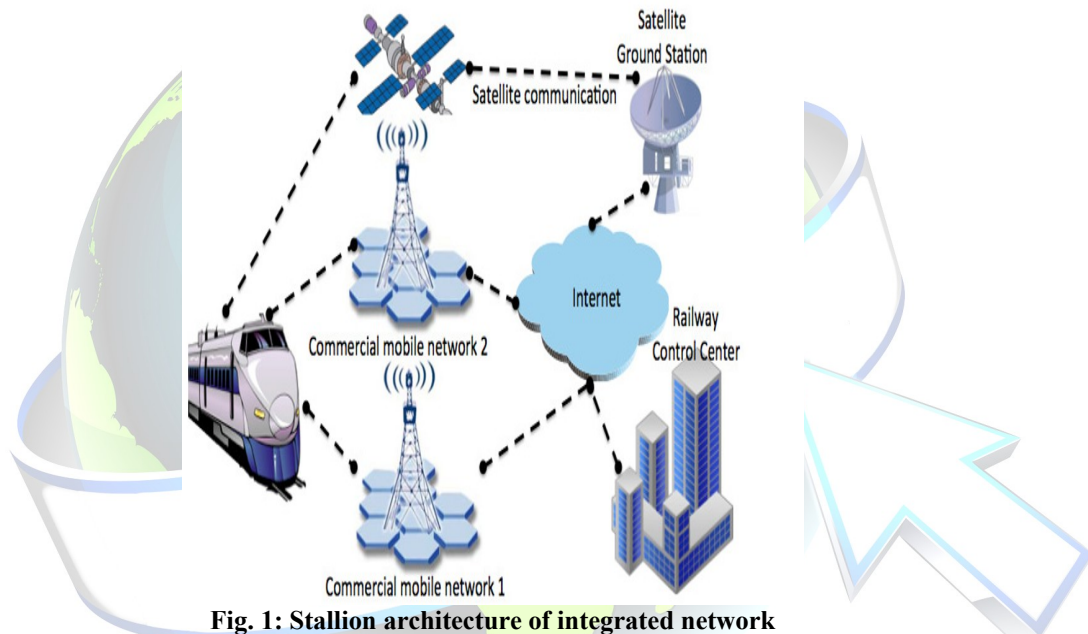 Satellite
Ground Station
Satellite communication
Internet
Railway
Control Center
Commercial mobile network 2
Commercial mobile network 1
Fig. 1: Stallion architecture of integrated network